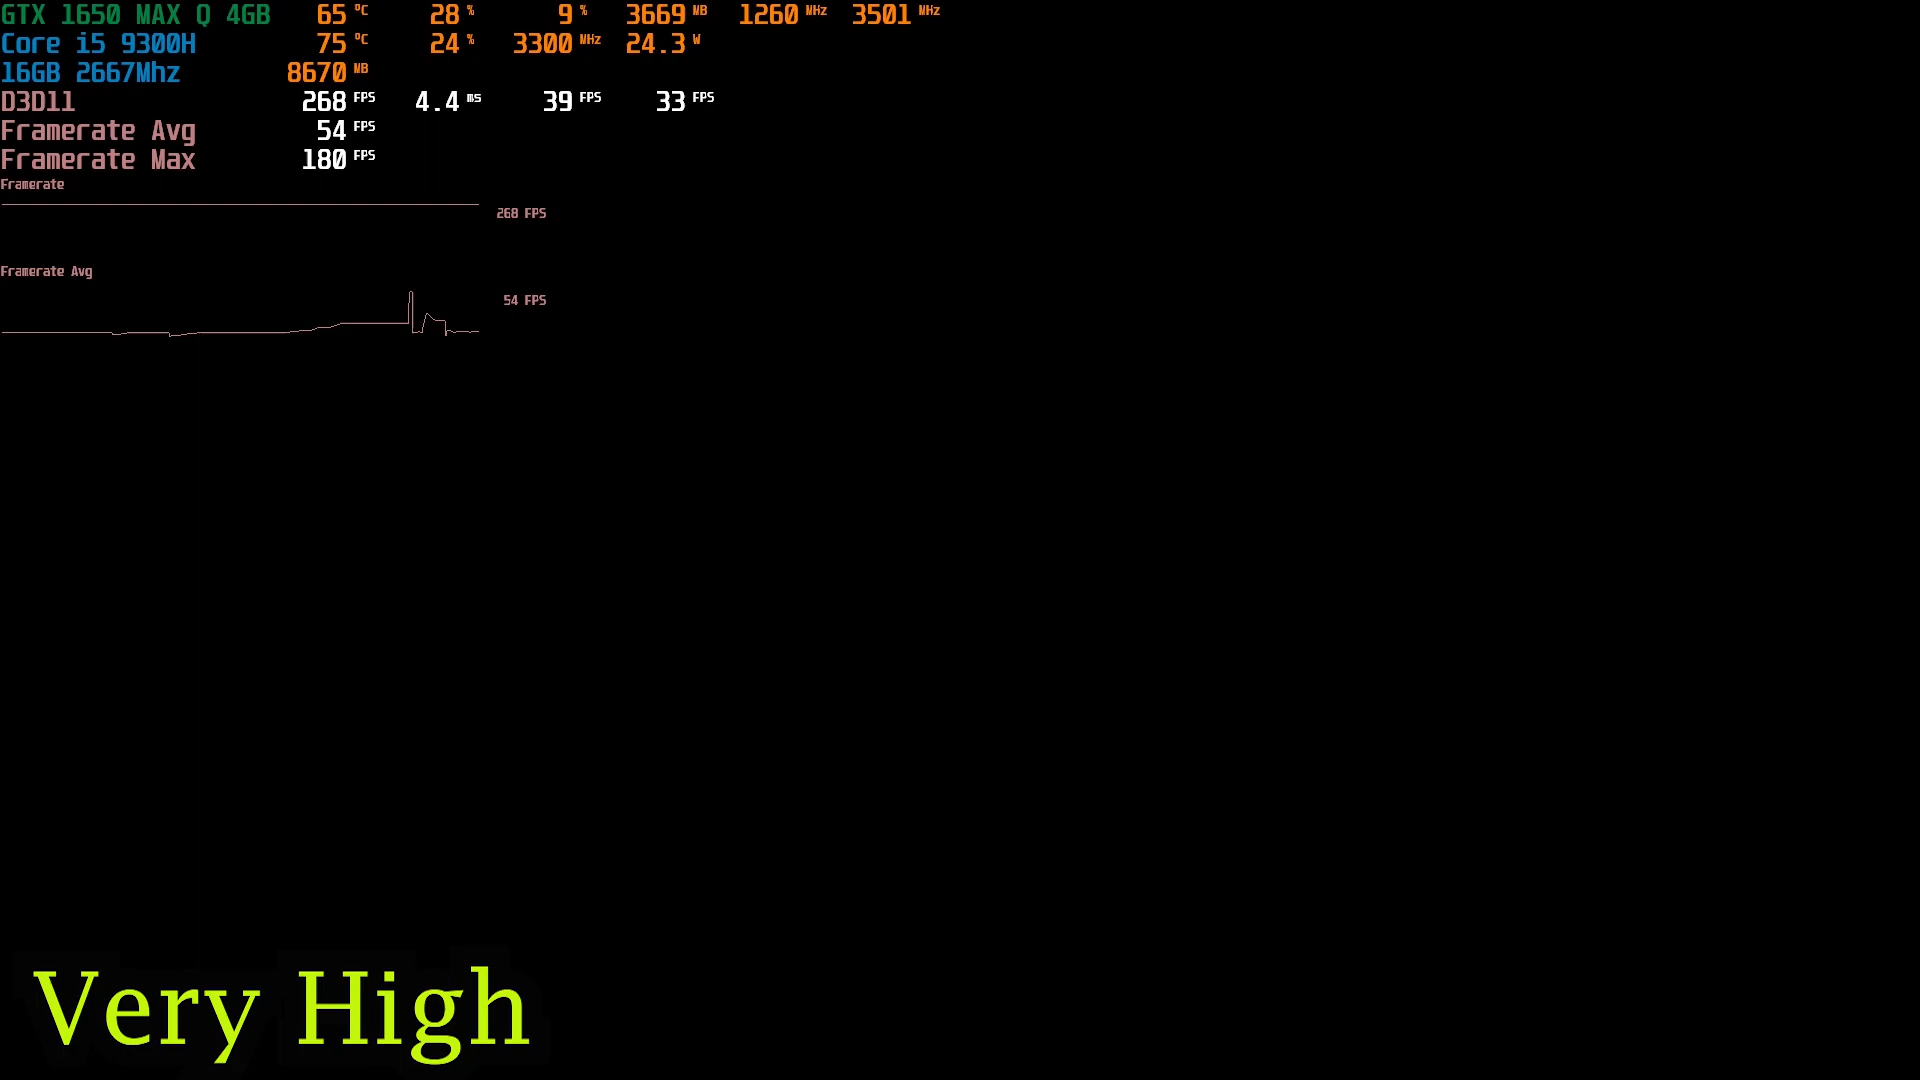 GTX 1650 MAX Q 4GB 65 °C 28 % 9 % 3669 MB 1260 MHz 3501 MHz
Core i5 9300H 75 °C 24 % 3300 MHz 24.3 W
16GB 2667Mhz 8670 MB
D3D11 268 FPS 4.4 ms 39 FPS 33 FPS
Framerate Avg 54 FPS
Framerate Max 180 FPS
Framerate
268 FPS
Framerate Avg
54 FPS
Very High